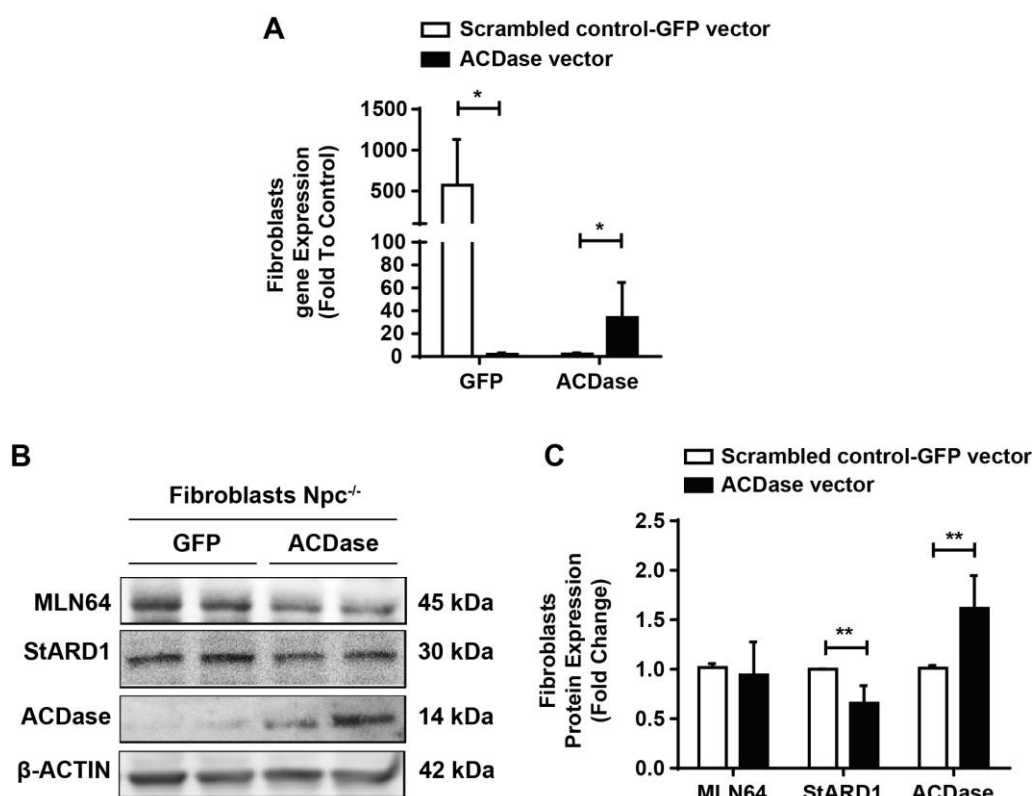 A
Scrambled control-GFP vector
ACDase vector
*
*
1500
1000
500
100
80
60
40
20
0
Fibroblasts
gene Expression
(Fold To Control)
GFP ACDase
B
Fibroblasts Npc-/-
GFP ACDase
MLN64 45 kDa
StARD1 30 kDa
ACDase 14 kDa
β-ACTIN 42 kDa
C
Scrambled control-GFP vector
ACDase vector
**
**
2.5
2.0
1.5
1.0
0.5
0.0
Fibroblasts
Protein Expression
(Fold Change)
MLN64 StARD1 ACDase